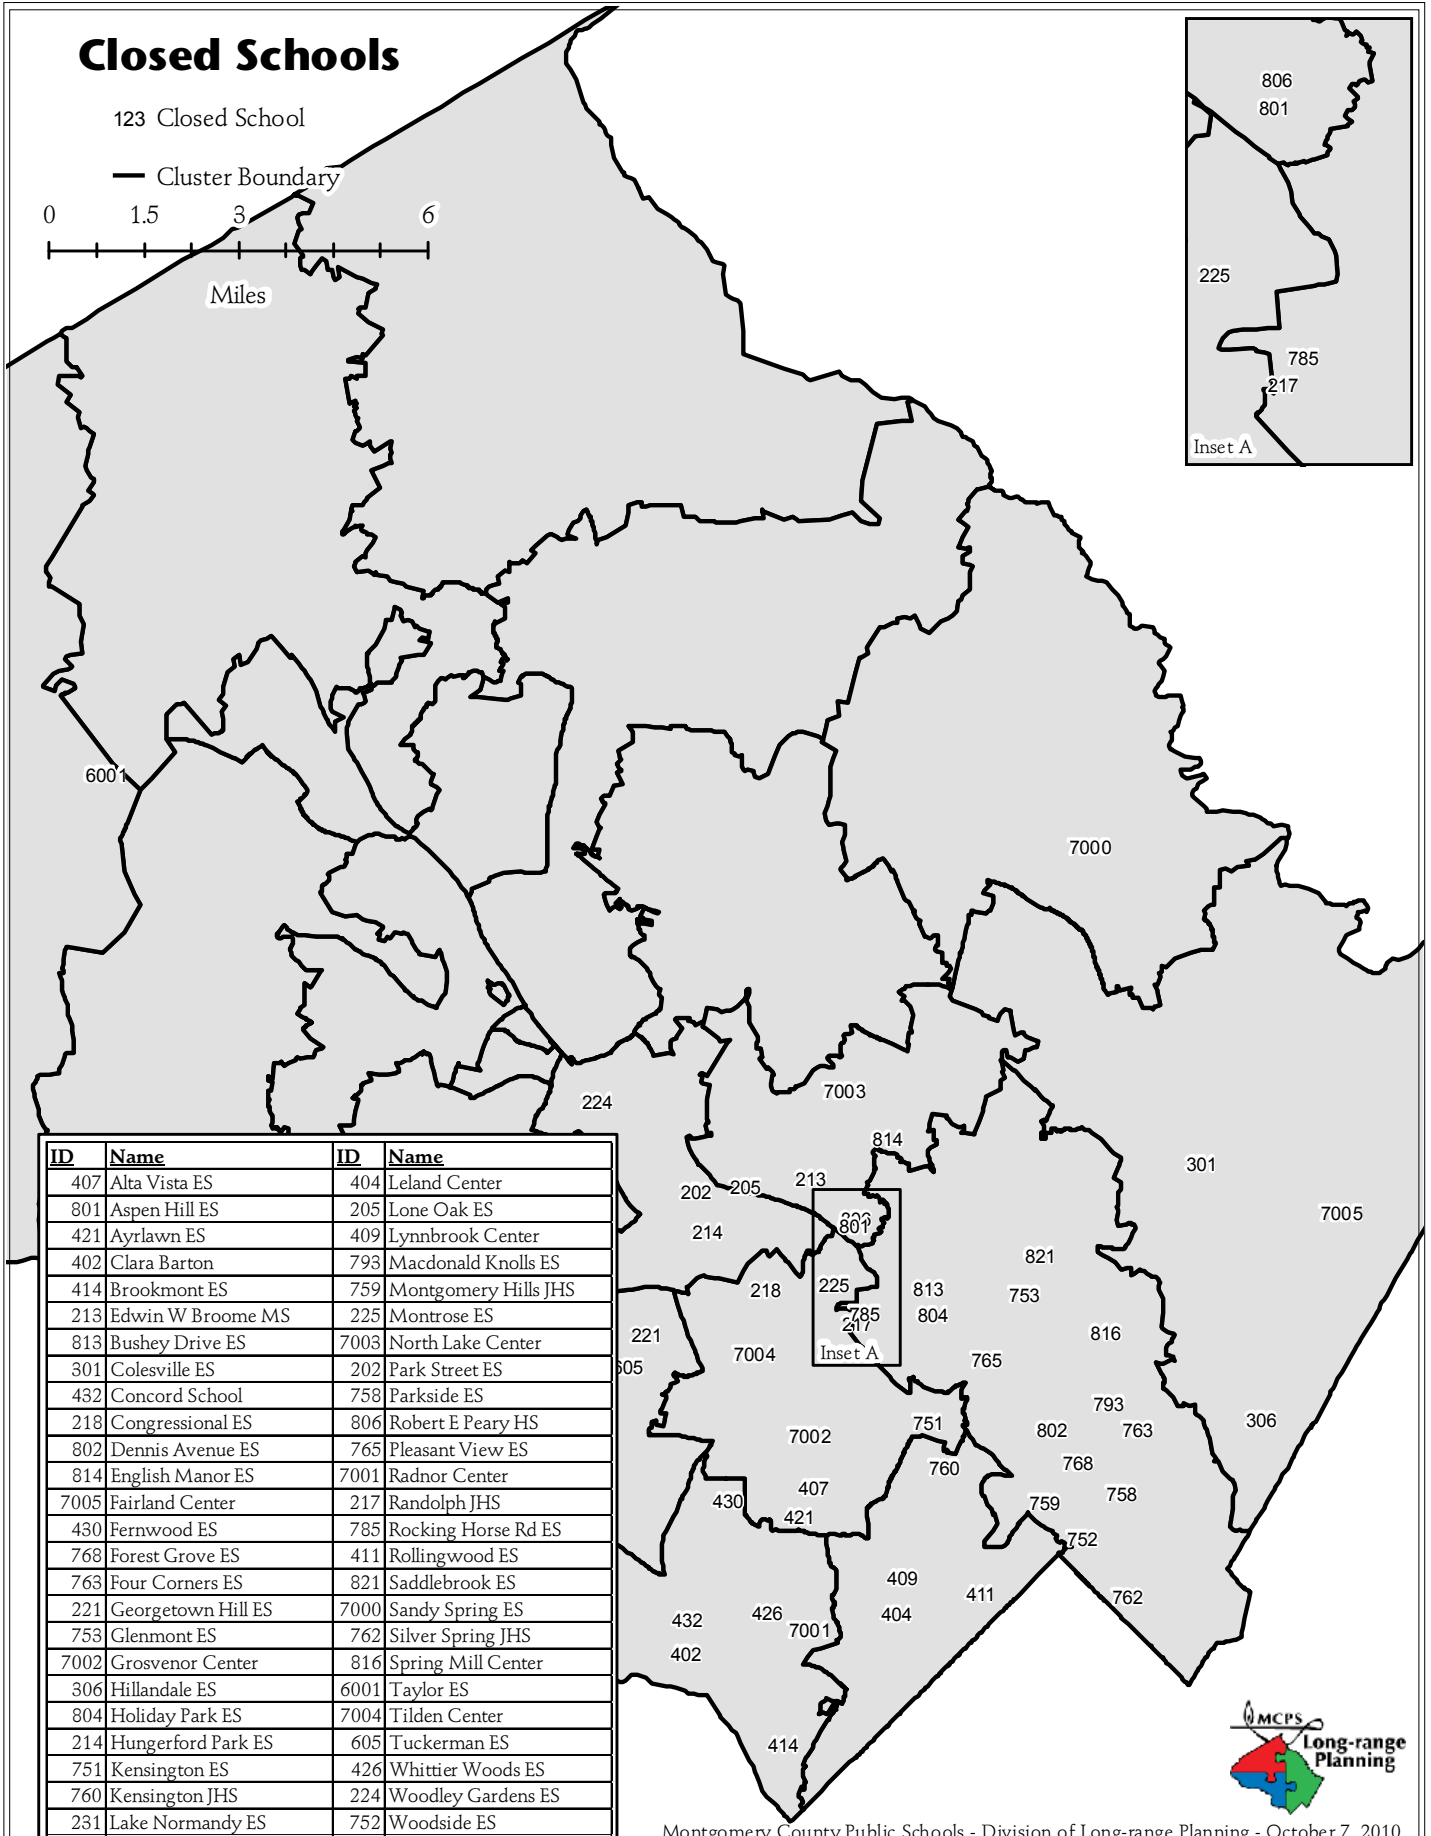 Closed Schools
123 Closed School
Cluster Boundary
0 1.5 3 6
Miles
806
801
225
785
217
Inset A
6001
7000
224
7003
814
301
202 205 213
7005
214
801
821
218 225 813 753
785
804
217
816
221
605
7004
Inset A
765
793
751 802 763 306
7002
760 768
407 758
430 759
421
752
409 411 762
404
432 426
7001
402
414
ID Name ID Name
407 Alta Vista ES 404 Leland Center
801 Aspen Hill ES 205 Lone Oak ES
421 Ayrlawn ES 409 Lynnbrook Center
402 Clara Barton 793 Macdonald Knolls ES
414 Brookmont ES 759 Montgomery Hills JHS
213 Edwin W Broome MS 225 Montrose ES
813 Bushey Drive ES 7003 North Lake Center
301 Colesville ES 202 Park Street ES
432 Concord School 758 Parkside ES
218 Congressional ES 806 Robert E Peary HS
802 Dennis Avenue ES 765 Pleasant View ES
814 English Manor ES 7001 Radnor Center
7005 Fairland Center 217 Randolph JHS
430 Fernwood ES 785 Rocking Horse Rd ES
768 Forest Grove ES 411 Rollingwood ES
763 Four Corners ES 821 Saddlebrook ES
221 Georgetown Hill ES 7000 Sandy Spring ES
753 Glenmont ES 762 Silver Spring JHS
7002 Grosvenor Center 816 Spring Mill Center
306 Hillandale ES 6001 Taylor ES
804 Holiday Park ES 7004 Tilden Center
214 Hungerford Park ES 605 Tuckerman ES
751 Kensington ES 426 Whittier Woods ES
760 Kensington JHS 224 Woodley Gardens ES
231 Lake Normandy ES 752 Woodside ES
MCPS
Long-range
Planning
Montgomery County Public Schools - Division of Long-range Planning - October 7, 2010